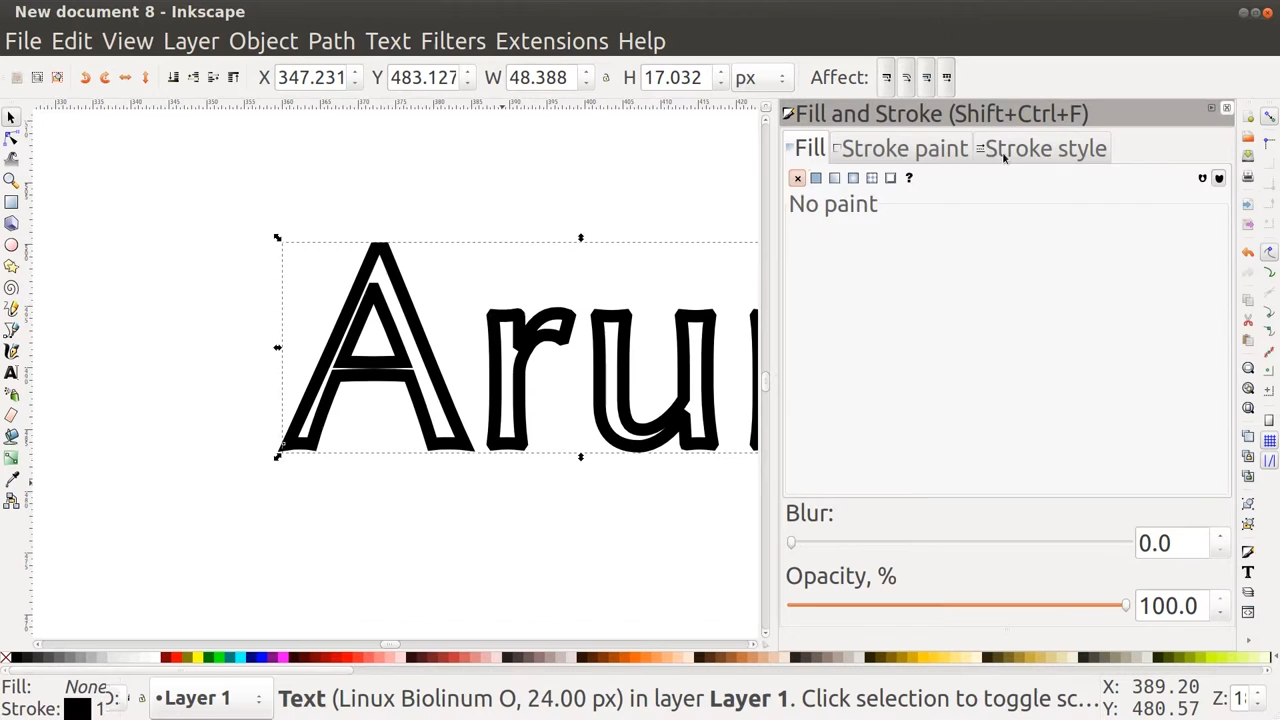 New document 8 - Inkscape
File Edit View Layer Object Path Text Filters Extensions Help
X 347.231 Y 483.127 W 48.388 H 17.032 px Affect:
Fill and Stroke (Shift+Ctrl+F)
Fill Stroke paint Stroke style
No paint
Aru
Blur:
0.0
Opacity, %
100.0
Fill: None
Stroke: 1
Layer 1
Text (Linux Biolinum O, 24.00 px) in layer Layer 1. Click selection to toggle sc...
X: 389.20
Y: 480.57
Z: